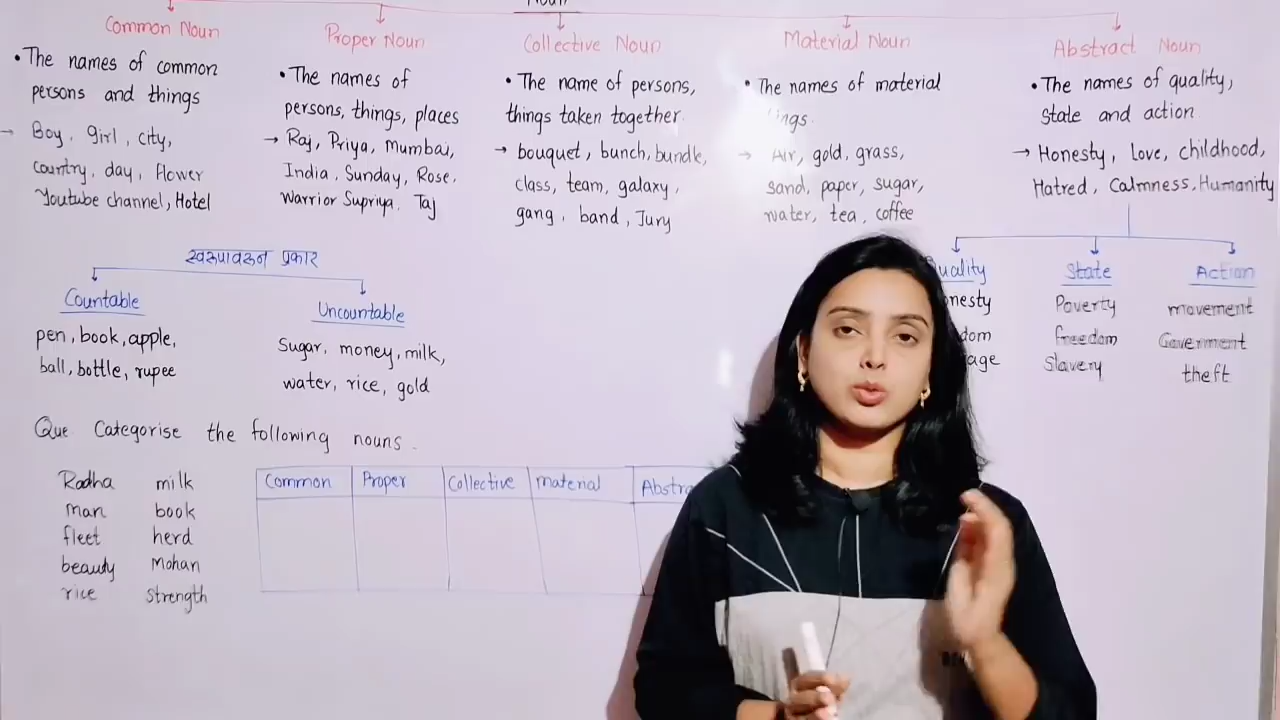 Noun
Common Noun
• The names of common
persons and things
→ Boy, girl, city,
country, day, flower
Youtube channel, Hotel
Proper Noun
• The names of
persons, things, places
→ Raj, Priya, Mumbai,
India, Sunday, Rose,
Warrior Supriya. Taj
Collective Noun
• The name of persons,
things taken together.
→ bouquet, bunch, bundle,
class, team, galaxy,
gang, band, Jury
Material Noun
• The names of material
→ Air, gold, grass,
sand, paper, sugar,
water, tea, coffee
Abstract Noun
• The names of quality,
State and action.
→ Honesty, Love, childhood,
Hatred, Calmness, Humanity
State
Poverty
freedom
Slavery
Action
movement
Goverment
theft
स्वरूपावरून प्रकार
Countable
pen, book, apple,
ball, bottle, rupee
Uncountable
Sugar, money, milk,
water, rice, gold
Que Categorise the following nouns.
Radha milk
man book
fleet herd
beauty Mohan
rice strength
Common Proper Collective material